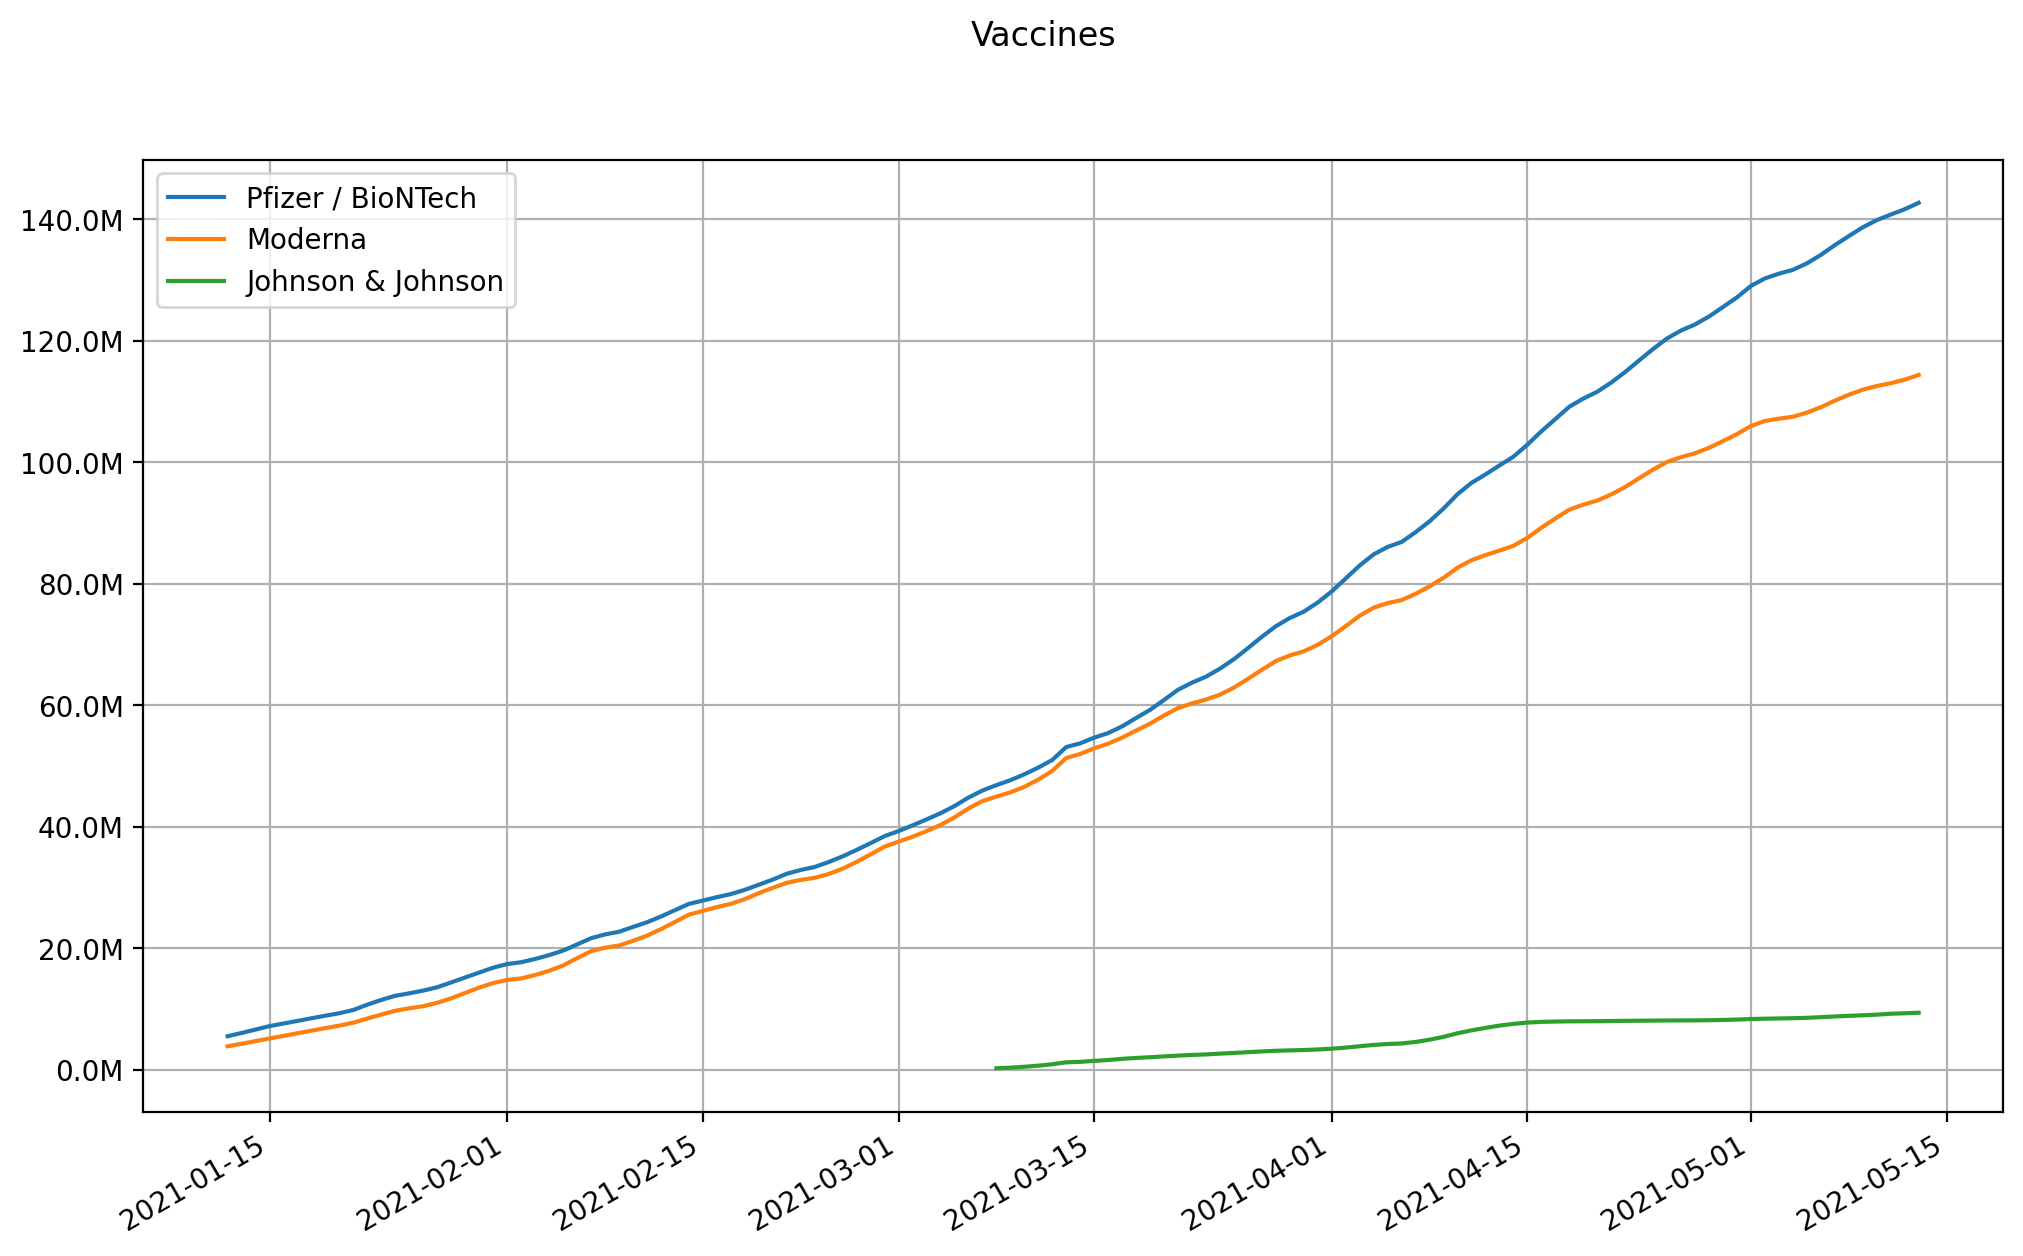 Vaccines
Pfizer / BioNTech
Moderna
Johnson & Johnson
140.0M
120.0M
100.0M
80.0M
60.0M
40.0M
20.0M
0.0M
2021-01-15
2021-02-01
2021-02-15
2021-03-01
2021-03-15
2021-04-01
2021-04-15
2021-05-01
2021-05-15